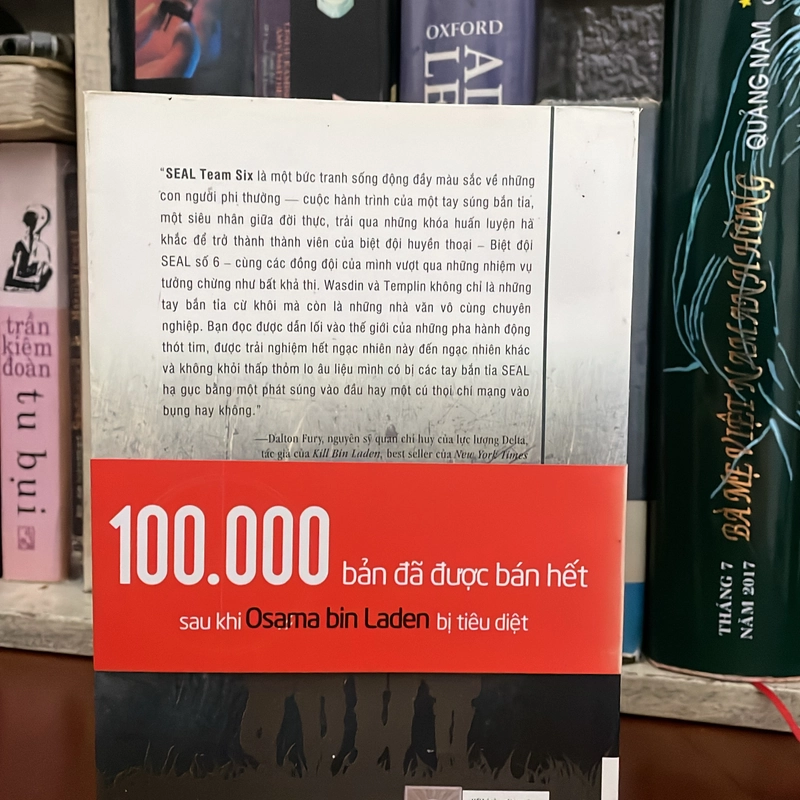 OXFORD
QUẢNG NAM
BÀ MẸ VIỆT NAM ANH HÙNG
THÁNG 7
NĂM 2017
trần
kiêm
đoàn
tu bụi
"SEAL Team Six là một bức tranh sống động đầy màu sắc về những
con người phi thường — cuộc hành trình của một tay súng bắn tỉa,
một siêu nhân giữa đời thực, trải qua những khóa huấn luyện hà
khắc để trở thành thành viên của biệt đội huyền thoại – Biệt đội
SEAL số 6 – cùng các đồng đội của mình vượt qua những nhiệm vụ
tưởng chừng như bất khả thi. Wasdin và Templin không chỉ là những
tay bắn tỉa cừ khôi mà còn là những nhà văn vô cùng chuyên
nghiệp. Bạn đọc được dẫn lối vào thế giới của những pha hành động
thót tim, được trải nghiệm hết ngạc nhiên này đến ngạc nhiên khác
và không khỏi thấp thỏm lo âu liệu mình có bị các tay bắn tỉa SEAL
hạ gục bằng một phát súng vào đầu hay một cú thọi chí mạng vào
bụng hay không."
—Dalton Fury, nguyên sỹ quan chỉ huy của lực lượng Delta,
tác giả của Kill Bin Laden, best seller của New York Times
100.000 bản đã được bán hết
sau khi Osama bin Laden bị tiêu diệt